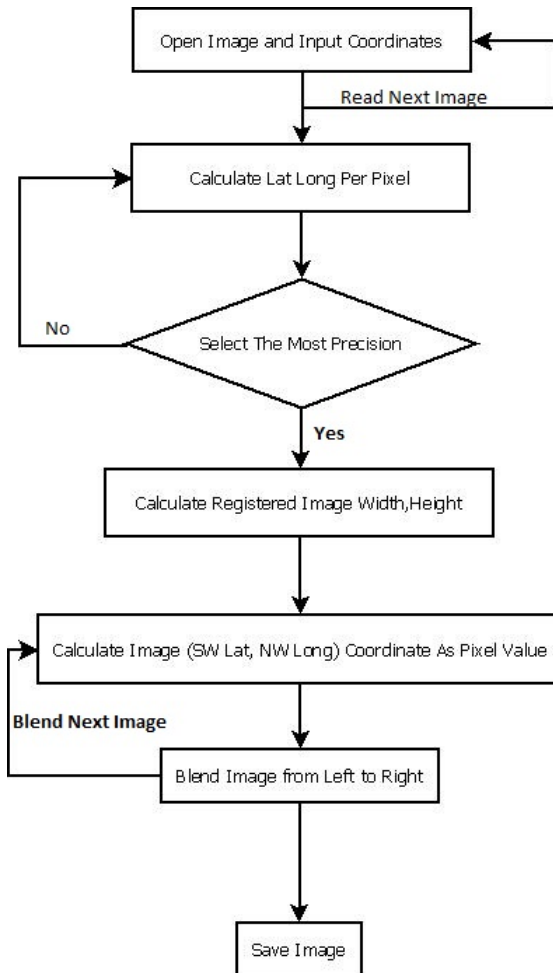 Open Image and Input Coordinates
Read Next Image
Calculate Lat Long Per Pixel
No
Select The Most Precision
Yes
Calculate Registered Image Width,Height
Calculate Image (SW Lat, NW Long) Coordinate As Pixel Value
Blend Next Image
Blend Image from Left to Right
Save Image